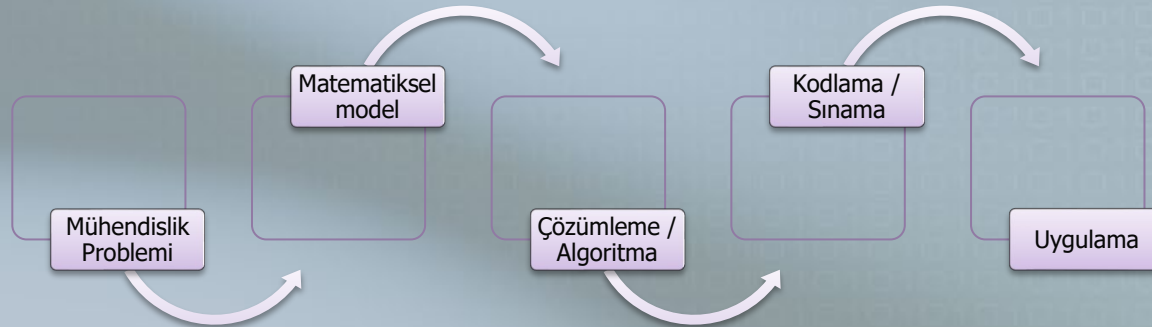 Mühendislik
Problemi
Matematiksel
model
Çözümleme /
Algoritma
Kodlama /
Sınama
Uygulama